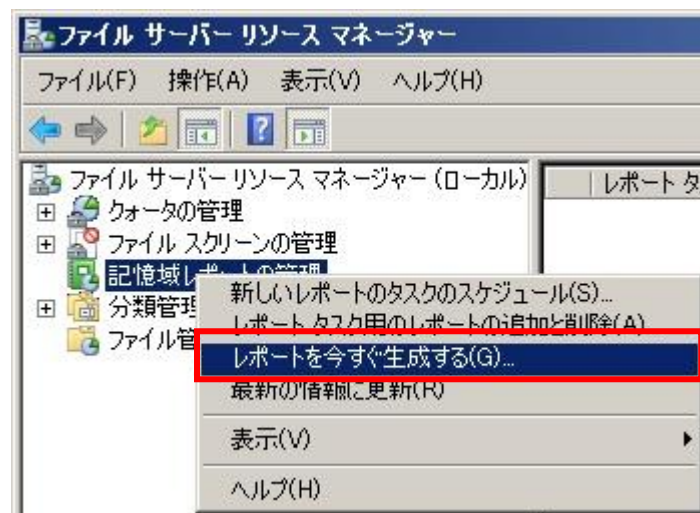 ファイル サーバー リソース マネージャー
ファイル(F) 操作(A) 表示(V) ヘルプ(H)
ファイル サーバー リソース マネージャー (ローカル)
クォータの管理
ファイル スクリーンの管理
記憶域レポートの管理
分類管理
ファイル管
レポート タ
新しいレポートのタスクのスケジュール(S)...
レポート タスク用のレポートの追加と削除(A)
レポートを今すぐ生成する(G)...
最新の情報に更新(R)
表示(V)
ヘルプ(H)